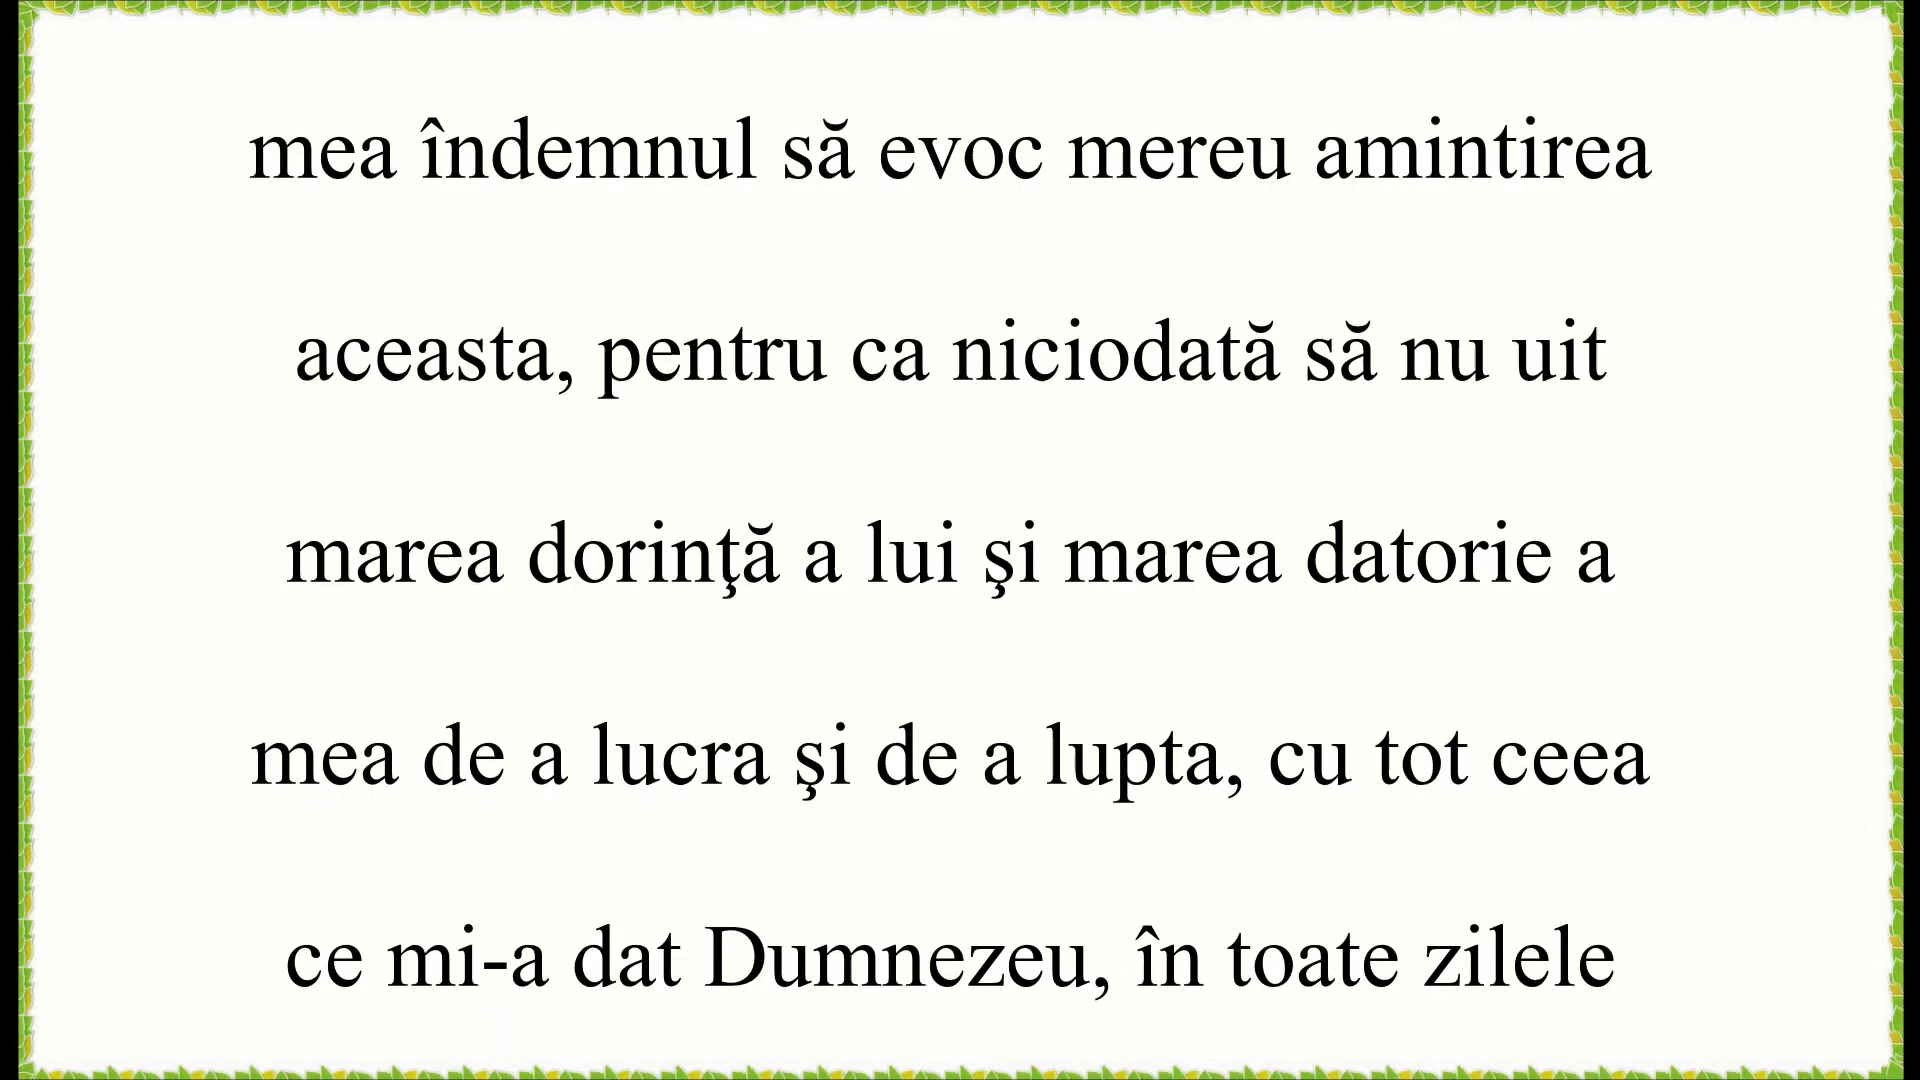 mea îndemnul să evoc mereu amintirea
aceasta, pentru ca niciodată să nu uit
marea dorinţă a lui şi marea datorie a
mea de a lucra şi de a lupta, cu tot ceea
ce mi-a dat Dumnezeu, în toate zilele